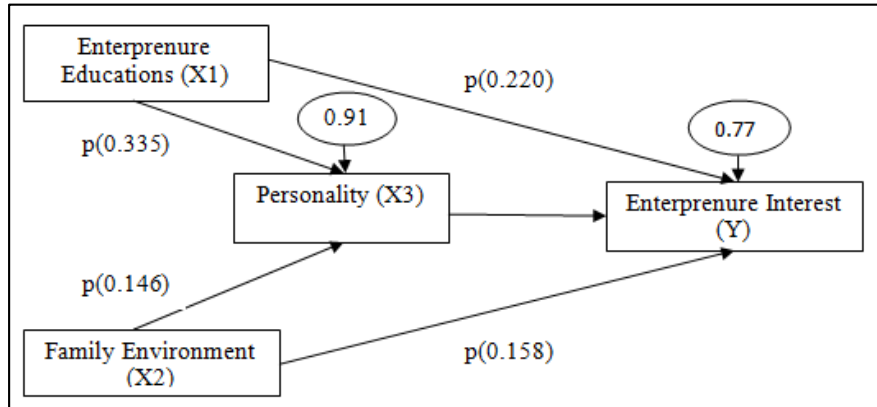 Enterprenure
Educations (X1)
p(0.220)
0.91
0.77
p(0.335)
Personality (X3)
Enterprenure Interest
(Y)
p(0.146)
Family Environment
(X2)
p(0.158)